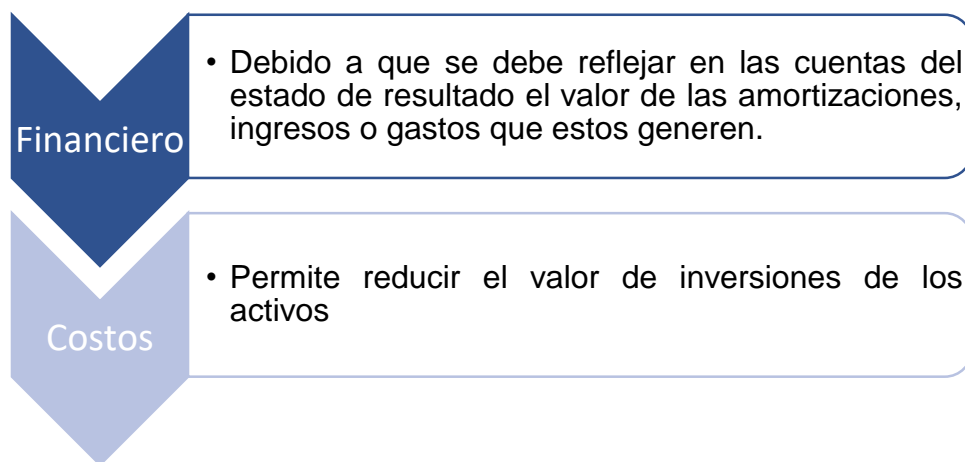 Financiero
• Debido a que se debe reflejar en las cuentas del
estado de resultado el valor de las amortizaciones,
ingresos o gastos que estos generen.
Costos
• Permite reducir el valor de inversiones de los
activos